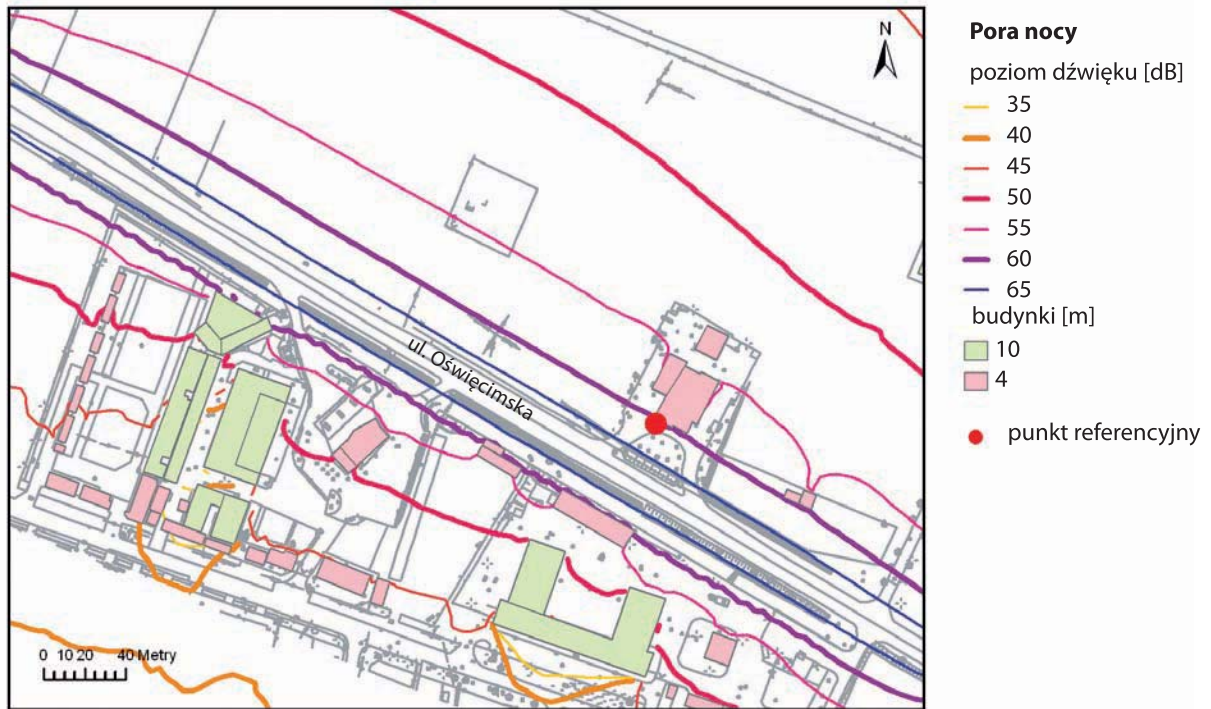 N
ul. Oświęcimska
0 10 20 40 Metry
Pora nocy
poziom dźwięku [dB]
35
40
45
50
55
60
65
budynki [m]
10
4
punkt referencyjny